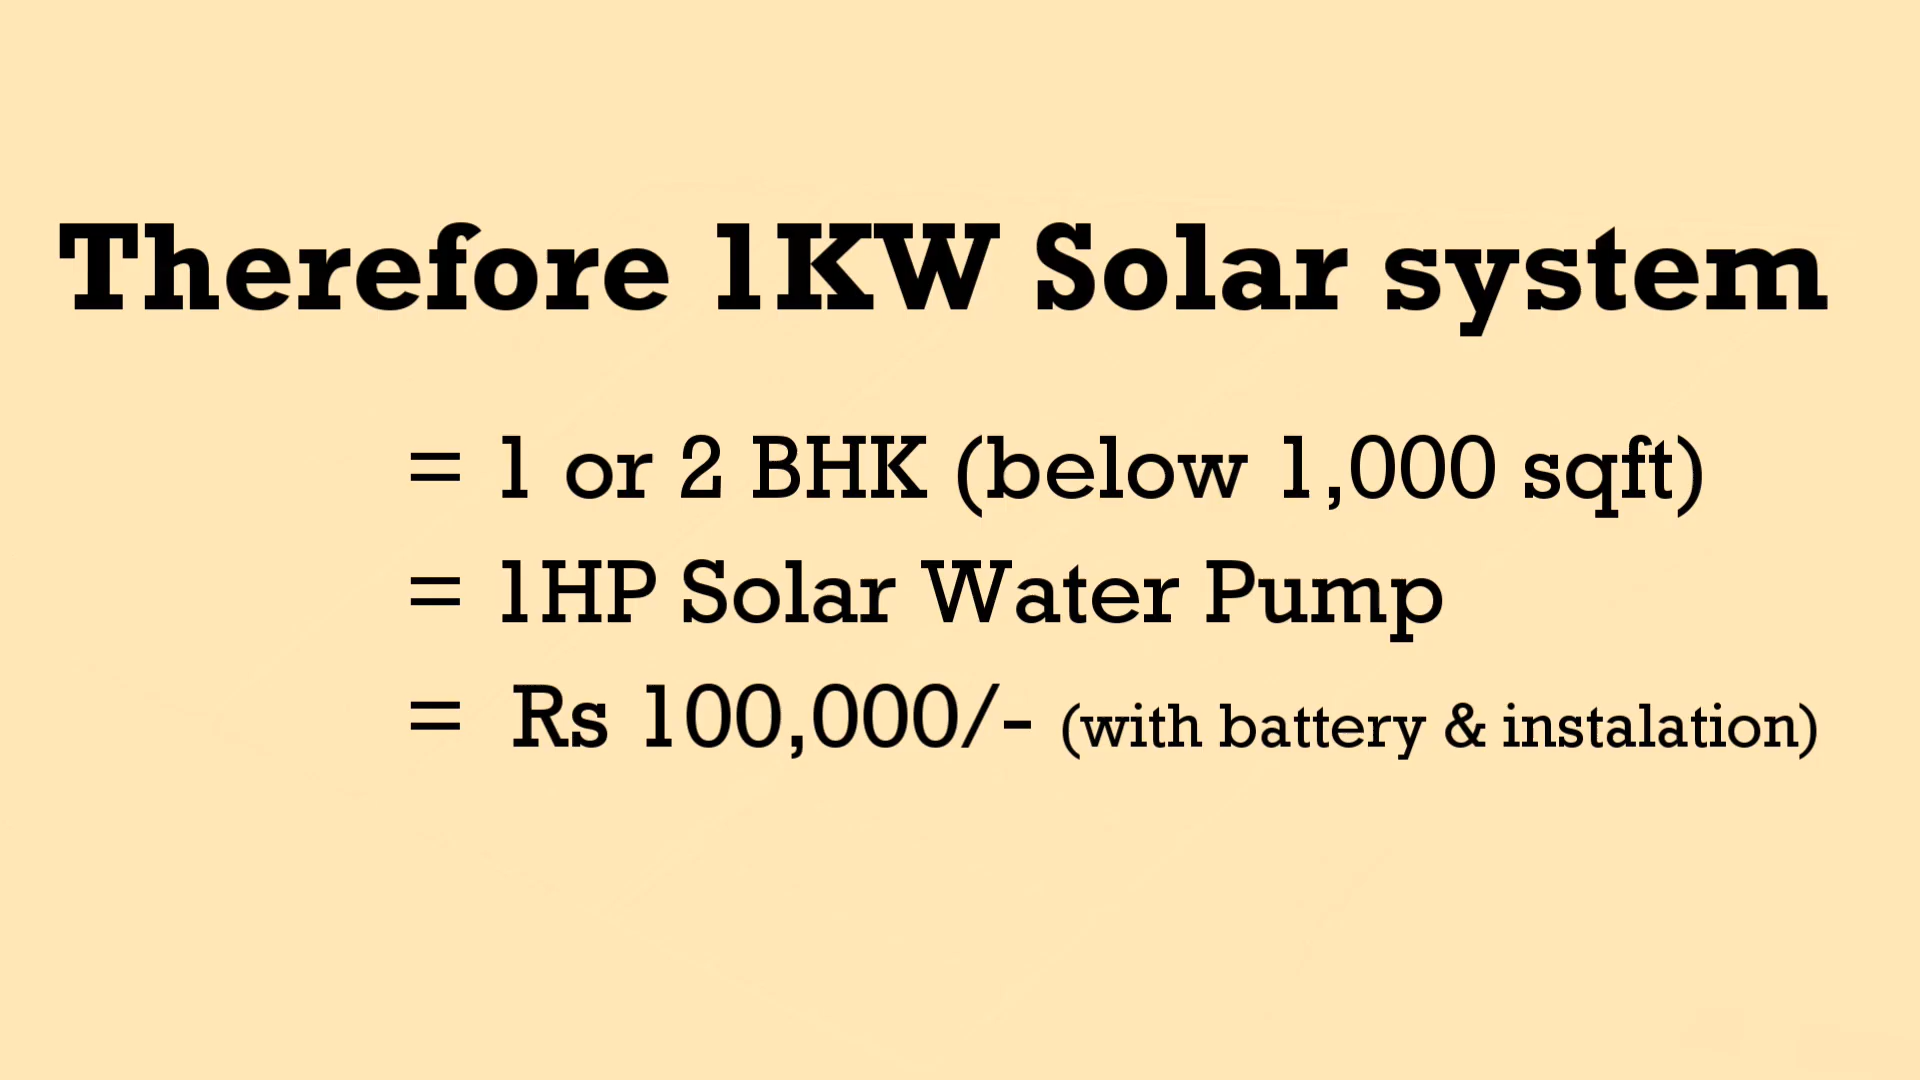 Therefore 1KW Solar system
= 1 or 2 BHK (below 1,000 sqft)
= 1HP Solar Water Pump
= Rs 100,000/- (with battery & instalation)